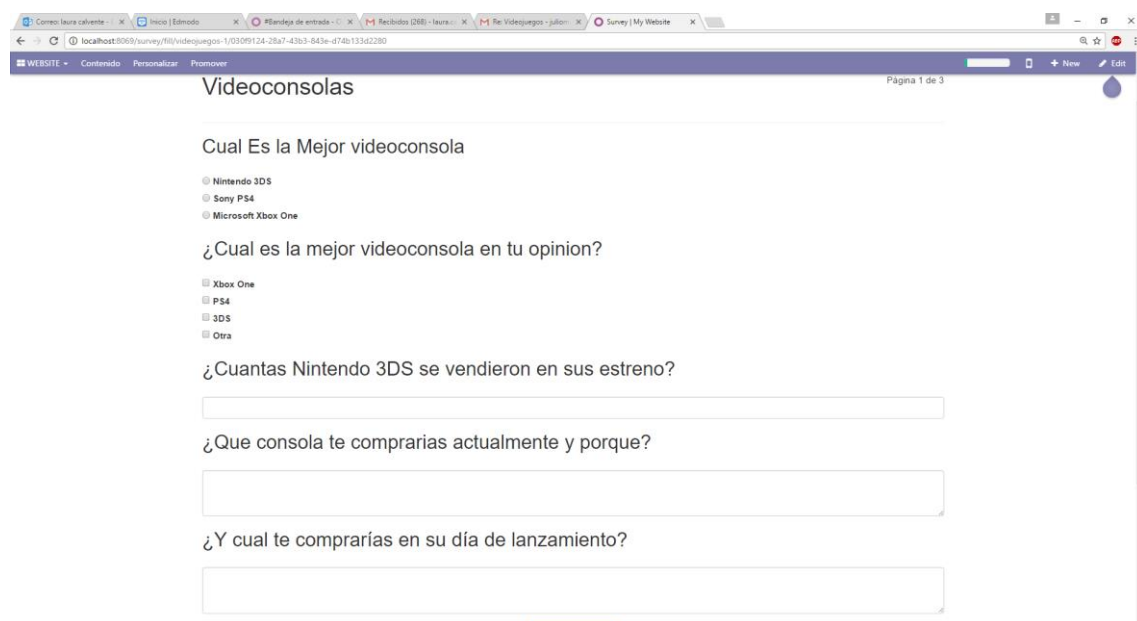 Correo: laura calvente - 
Inicio | Edmodo
#Bandeja de entrada - O
Recibidos (268) - laura.c
Re: Videojuegos - juliorr
Survey | My Website
localhost:8069/survey/fill/videojuegos-1/030f9124-28a7-43b3-843e-d74b133d2280
WEBSITE Contenido Personalizar Promover + New Edit
Videoconsolas
Página 1 de 3
Cual Es la Mejor videoconsola
Nintendo 3DS
Sony PS4
Microsoft Xbox One
¿Cual es la mejor videoconsola en tu opinion?
Xbox One
PS4
3DS
Otra
¿Cuantas Nintendo 3DS se vendieron en sus estreno?
¿Que consola te comprarias actualmente y porque?
¿Y cual te comprarías en su día de lanzamiento?